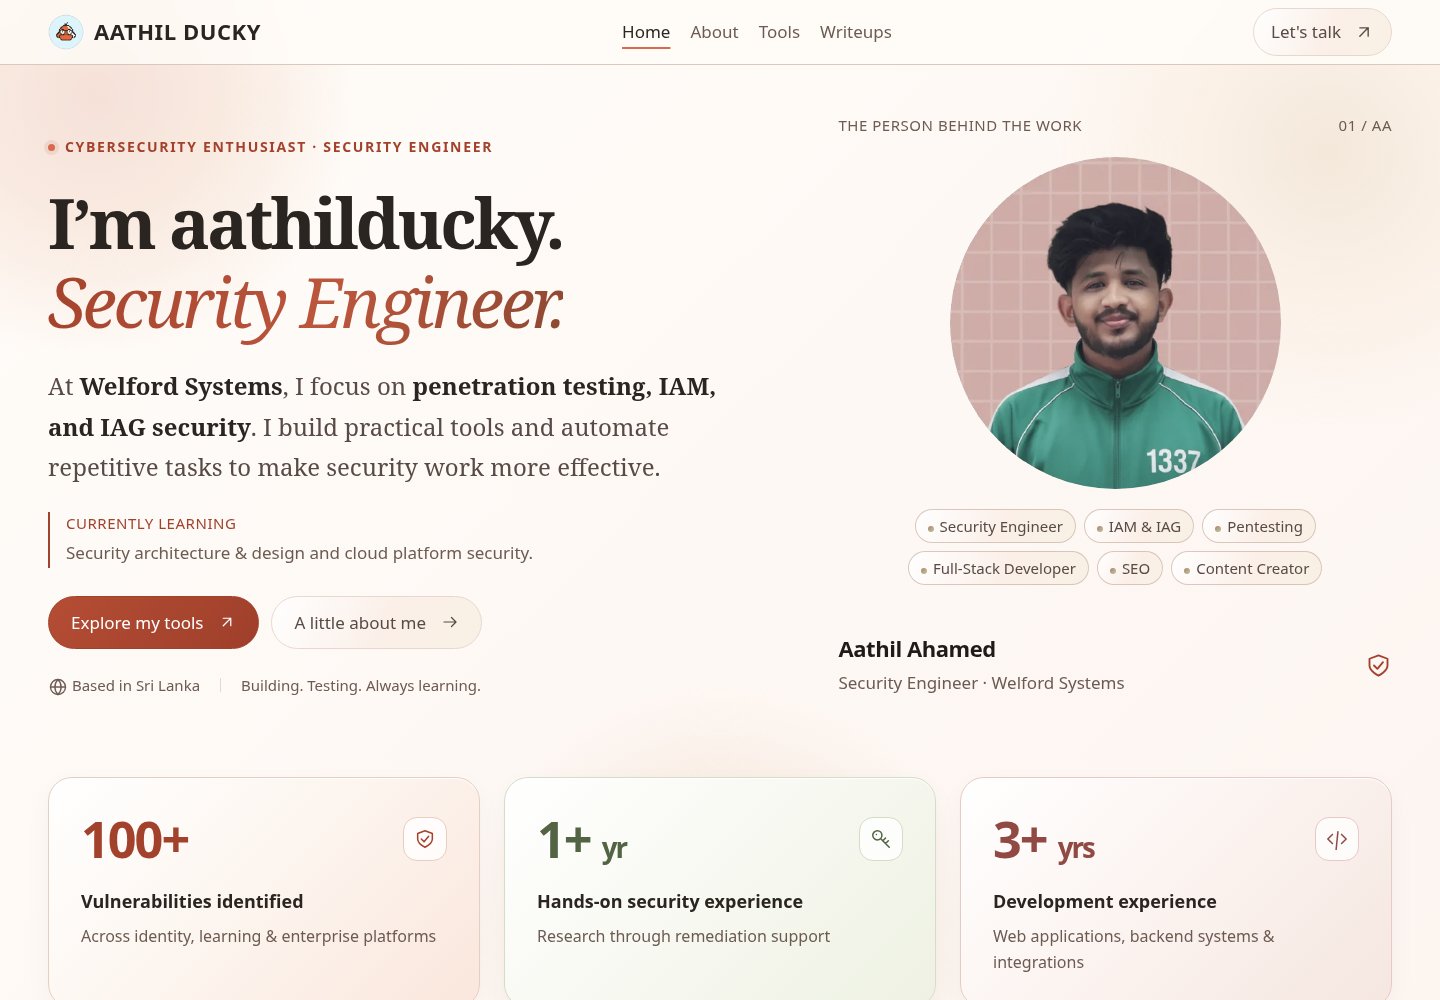 AATHIL DUCKY
Home About Tools Writeups
Let's talk
CYBERSECURITY ENTHUSIAST · SECURITY ENGINEER
I’m aathilducky.
Security Engineer.
At Welford Systems, I focus on penetration testing, IAM,
and IAG security. I build practical tools and automate
repetitive tasks to make security work more effective.
CURRENTLY LEARNING
Security architecture & design and cloud platform security.
Explore my tools
A little about me
Based in Sri Lanka
Building. Testing. Always learning.
THE PERSON BEHIND THE WORK
01 / AA
1337
Security Engineer
IAM & IAG
Pentesting
Full-Stack Developer
SEO
Content Creator
Aathil Ahamed
Security Engineer · Welford Systems
100+
Vulnerabilities identified
Across identity, learning & enterprise platforms
1+ yr
Hands-on security experience
Research through remediation support
3+ yrs
Development experience
Web applications, backend systems &
integrations